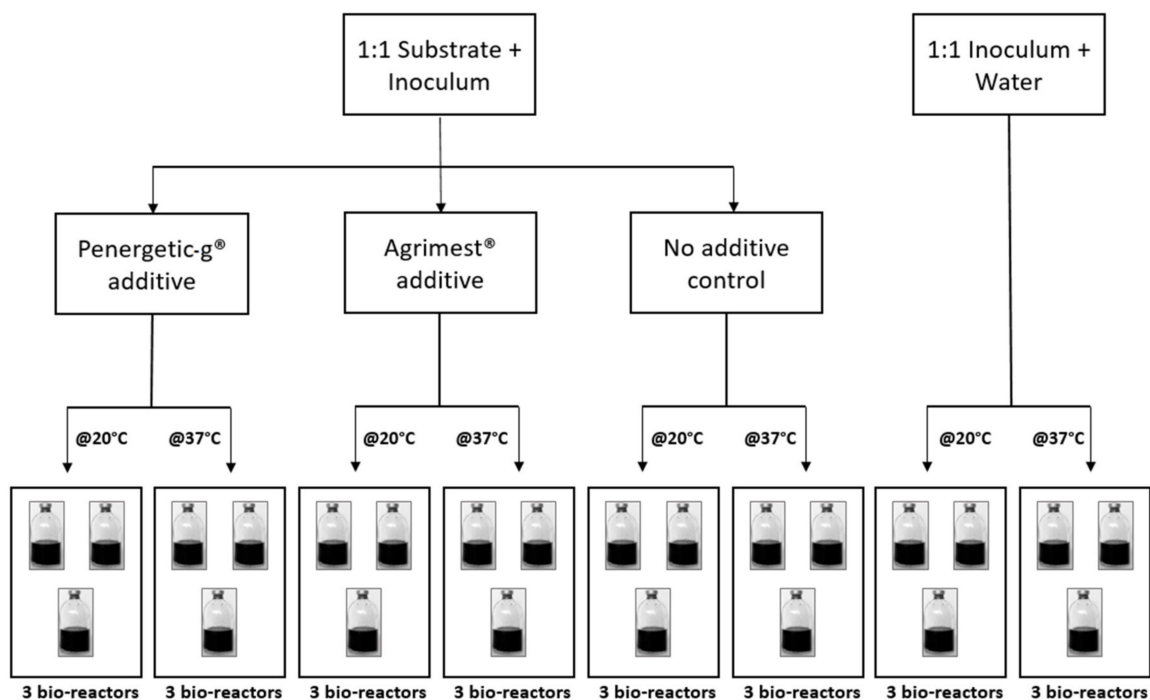 1:1 Substrate +
Inoculum
1:1 Inoculum +
Water
Penergetic-g®
additive
Agrimest®
additive
No additive
control
@20°C
@37°C
@20°C
@37°C
@20°C
@37°C
@20°C
@37°C
3 bio-reactors
3 bio-reactors
3 bio-reactors
3 bio-reactors
3 bio-reactors
3 bio-reactors
3 bio-reactors
3 bio-reactors